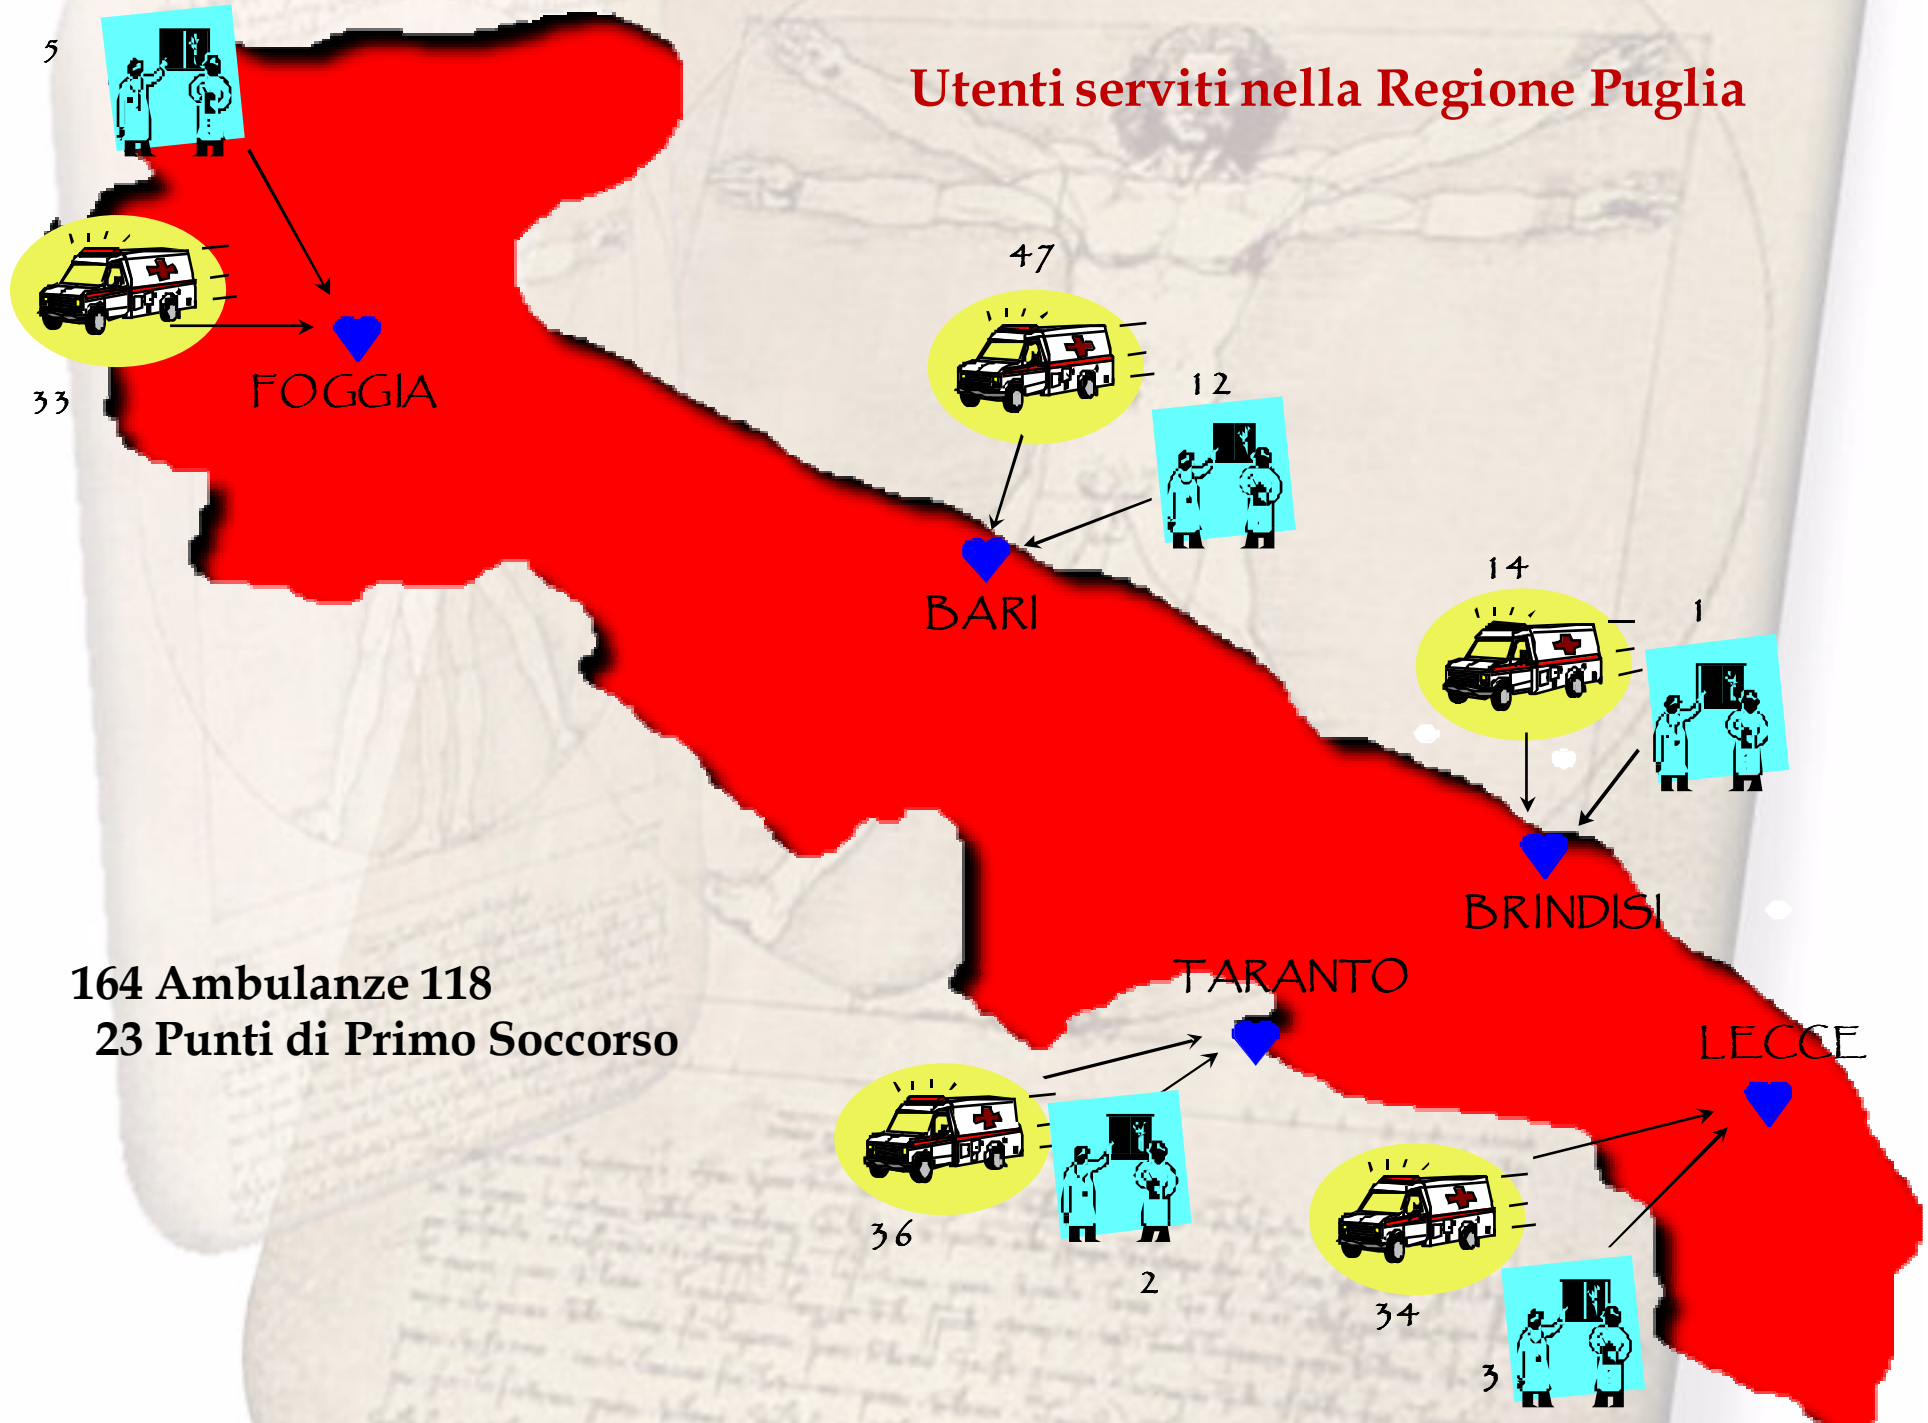 5
Utenti serviti nella Regione Puglia
47
33
FOGGIA
12
BARI
14
1
BRINDISI
TARANTO
164 Ambulanze 118
23 Punti di Primo Soccorso
LECCE
36
2
34
3